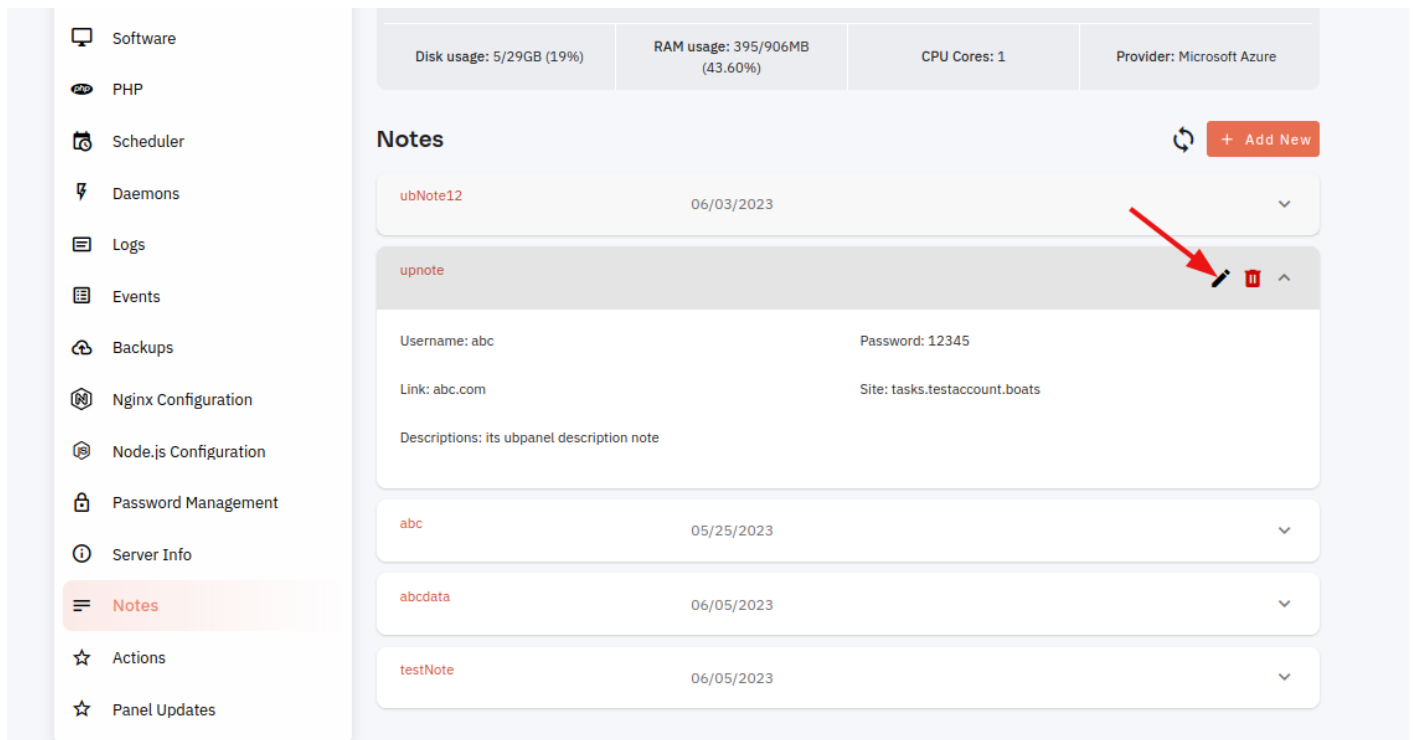 Software
PHP
Scheduler
Daemons
Logs
Events
Backups
Nginx Configuration
Node.js Configuration
Password Management
Server Info
Notes
Actions
Panel Updates
Disk usage: 5/29GB (19%)
RAM usage: 395/906MB
(43.60%)
CPU Cores: 1
Provider: Microsoft Azure
Notes
+ Add New
ubNote12 06/03/2023
upnote
Username: abc Password: 12345
Link: abc.com Site: tasks.testaccount.boats
Descriptions: its ubpanel description note
abc 05/25/2023
abcdata 06/05/2023
testNote 06/05/2023